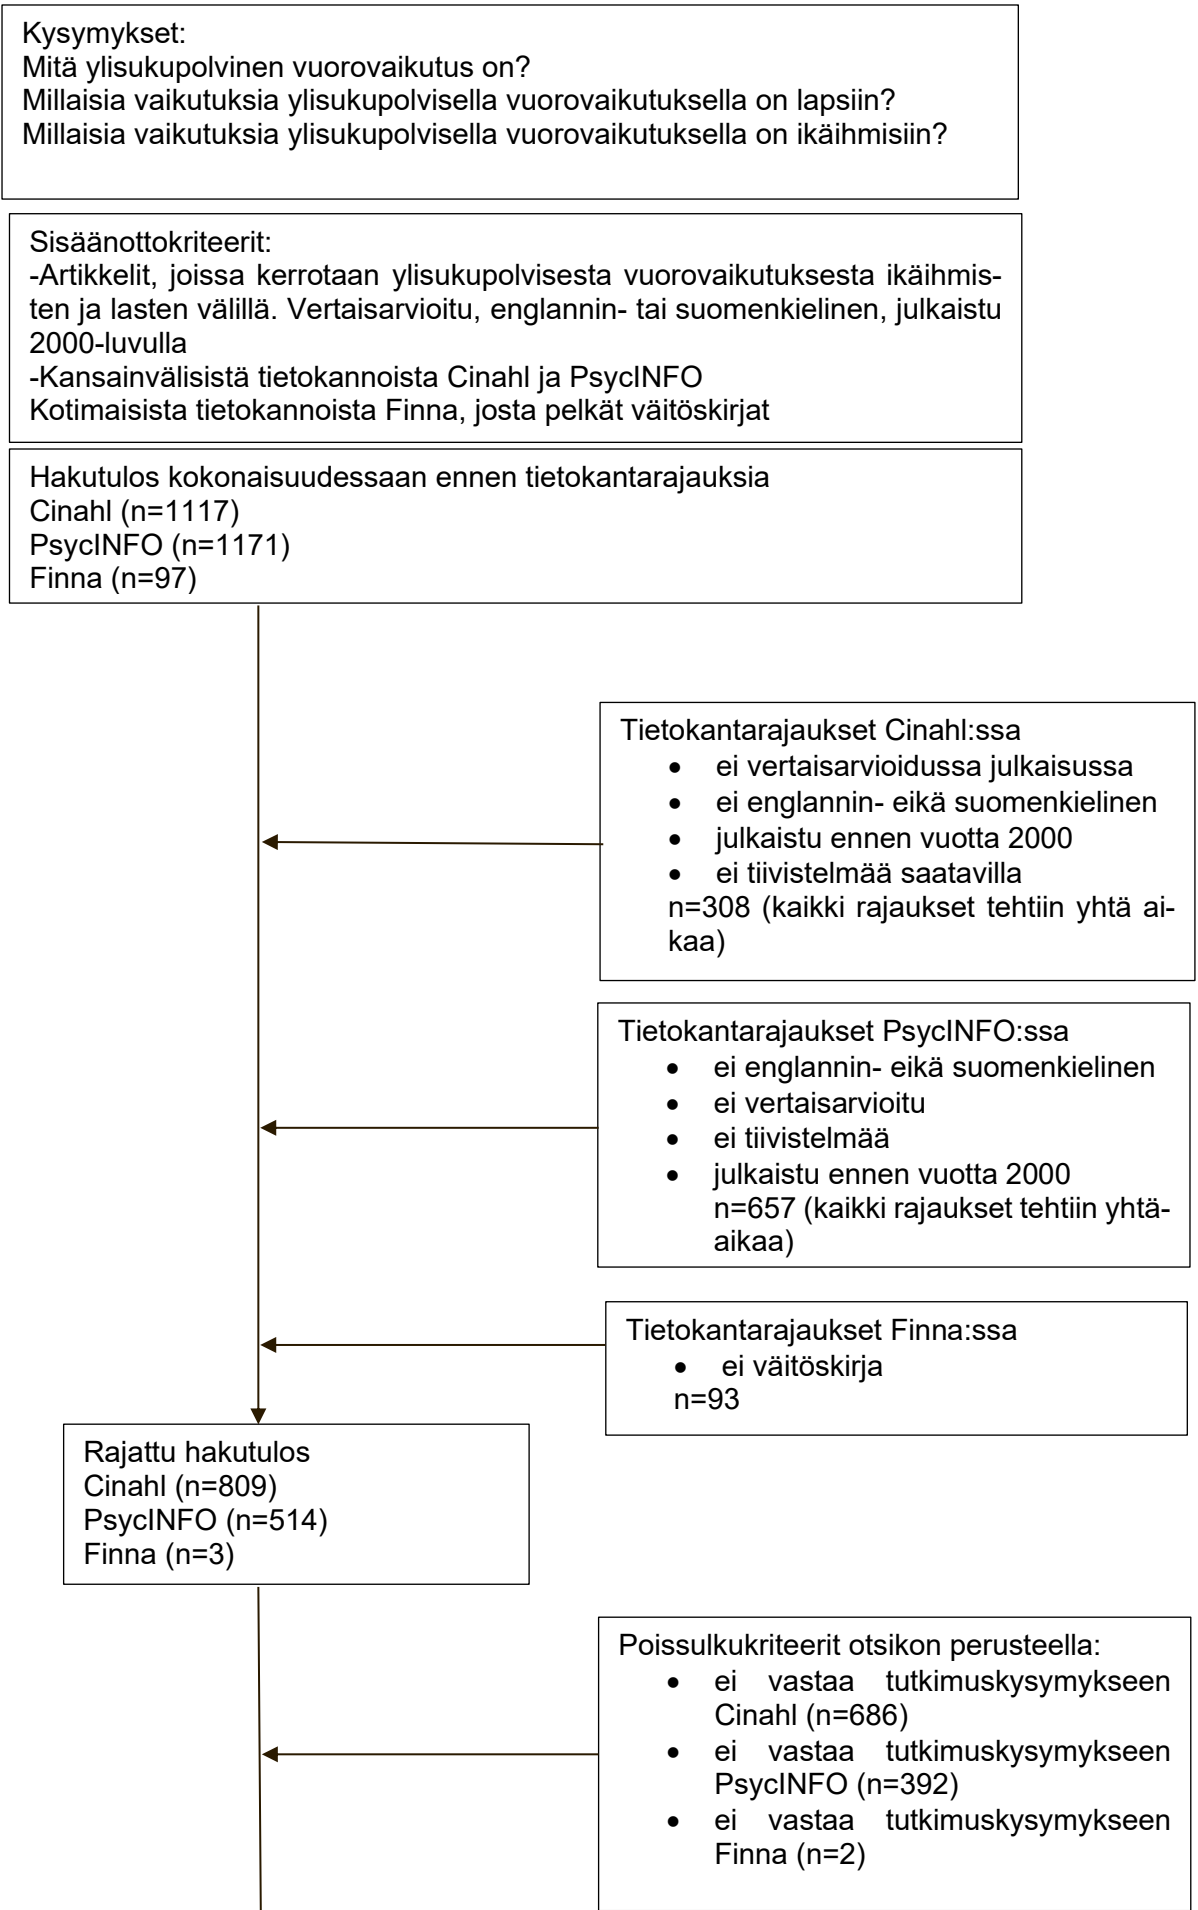 Kysymykset:
Mitä ylisukupolvinen vuorovaikutus on?
Millaisia vaikutuksia ylisukupolvisella vuorovaikutuksella on lapsiin?
Millaisia vaikutuksia ylisukupolvisella vuorovaikutuksella on ikäihmisiin?
Sisäänottokriteerit:
-Artikkelit, joissa kerrotaan ylisukupolvisesta vuorovaikutuksesta ikäihmis-
ten ja lasten välillä. Vertaisarvioitu, englannin- tai suomenkielinen, julkaistu
2000-luvulla
-Kansainvälisistä tietokannoista Cinahl ja PsycINFO
Kotimaisista tietokannoista Finna, josta pelkät väitöskirjat
Hakutulos kokonaisuudessaan ennen tietokantarajauksia
Cinahl (n=1117)
PsycINFO (n=1171)
Finna (n=97)
Tietokantarajaukset Cinahl:ssa
• ei vertaisarvioidussa julkaisussa
• ei englannin- eikä suomenkielinen
• julkaistu ennen vuotta 2000
• ei tiivistelmää saatavilla
n=308 (kaikki rajaukset tehtiin yhtä ai-
kaa)
Tietokantarajaukset PsycINFO:ssa
• ei englannin- eikä suomenkielinen
• ei vertaisarvioitu
• ei tiivistelmää
• julkaistu ennen vuotta 2000
n=657 (kaikki rajaukset tehtiin yhtä-
aikaa)
Tietokantarajaukset Finna:ssa
• ei väitöskirja
n=93
Rajattu hakutulos
Cinahl (n=809)
PsycINFO (n=514)
Finna (n=3)
Poissulkukriteerit otsikon perusteella:
• ei vastaa tutkimuskysymykseen
Cinahl (n=686)
• ei vastaa tutkimuskysymykseen
PsycINFO (n=392)
• ei vastaa tutkimuskysymykseen
Finna (n=2)